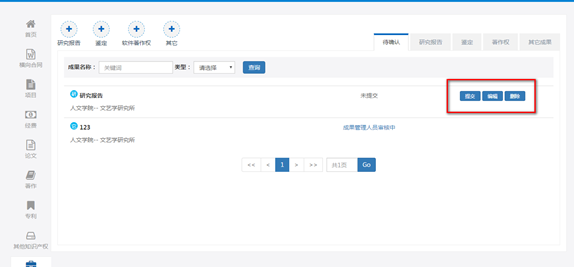 首页
横向合同
项目
经费
论文
著作
专利
其他知识产权
研究报告 鉴定 软件著作权 其它
待确认 研究报告 鉴定 著作权 其它成果
成果名称： 关键词 类型： 请选择 查询
研究报告 未提交 提交 编辑 删除
人文学院-- 文艺学研究所
123 成果管理人员审核中
人文学院-- 文艺学研究所
<< < 1 > >> 共1页 Go